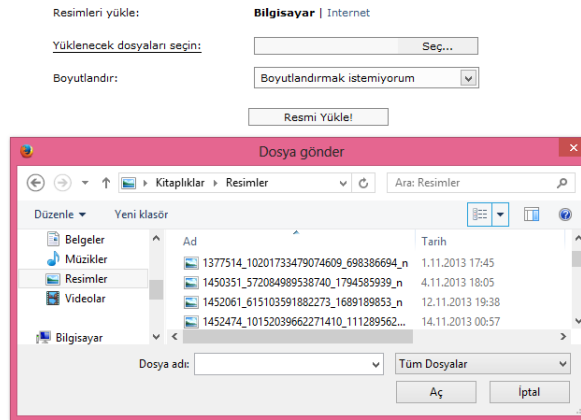 Resimleri yükle: Bilgisayar | Internet
Yüklenecek dosyaları seçin: Seç...
Boyutlandır: Boyutlandırmak istemiyorum
Resmi Yükle!
Dosya gönder
Kitaplıklar Resimler Ara: Resimler
Düzenle Yeni klasör
Belgeler
Müzikler
Resimler
Videolar
Bilgisayar
Ad Tarih
1377514_10201733479074609_698386694_n 1.11.2013 17:45
1450351_572084989538740_1794585939_n 4.11.2013 18:05
1452061_615103591882273_1689189853_n 12.11.2013 19:38
1452474_10152039662271410_111289562... 14.11.2013 00:57
Dosya adı: Tüm Dosyalar
Aç İptal